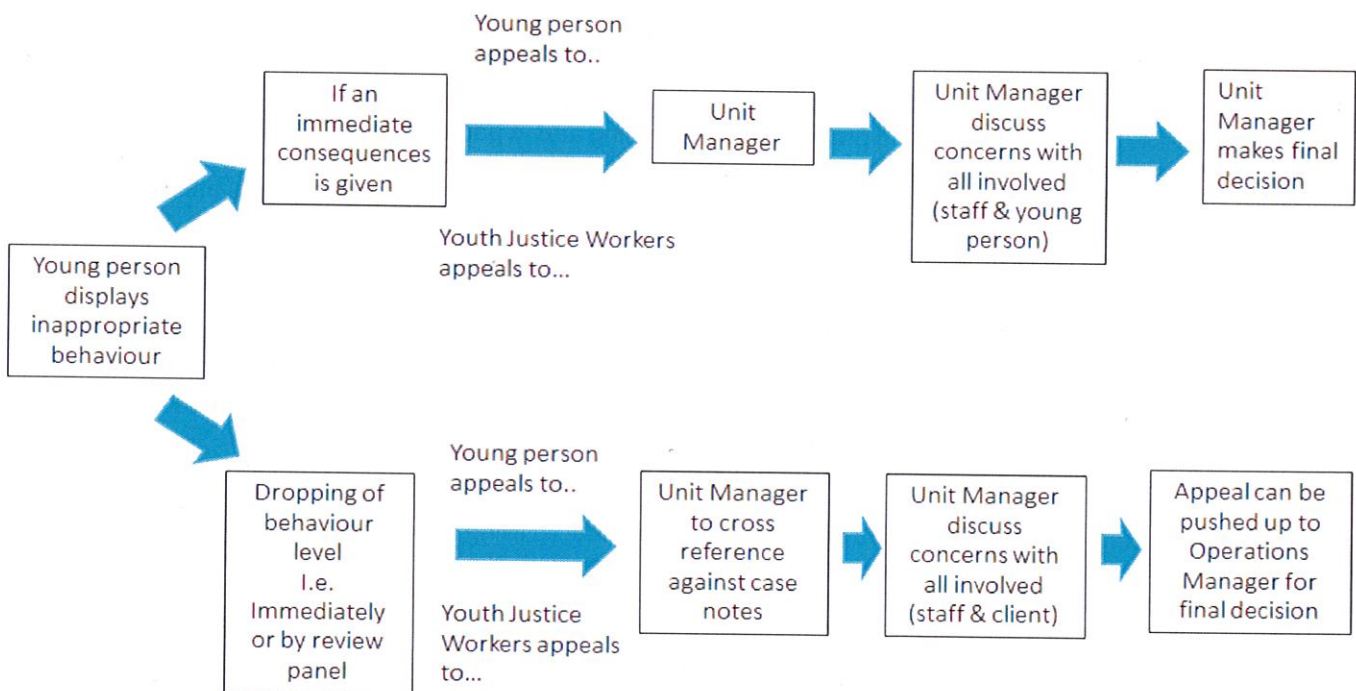 Young person
displays
inappropriate
behaviour
If an
immediate
consequences
is given
Young person
appeals to..
Youth Justice Workers
appeals to...
Unit
Manager
Unit Manager
discuss
concerns with
all involved
(staff & young
person)
Unit
Manager
makes final
decision
Dropping of
behaviour
level
I.e.
Immediately
or by review
panel
Young person
appeals to..
Youth Justice
Workers appeals
to...
Unit Manager
to cross
reference
against case
notes
Unit Manager
discuss
concerns with
all involved
(staff & client)
Appeal can be
pushed up to
Operations
Manager for
final decision